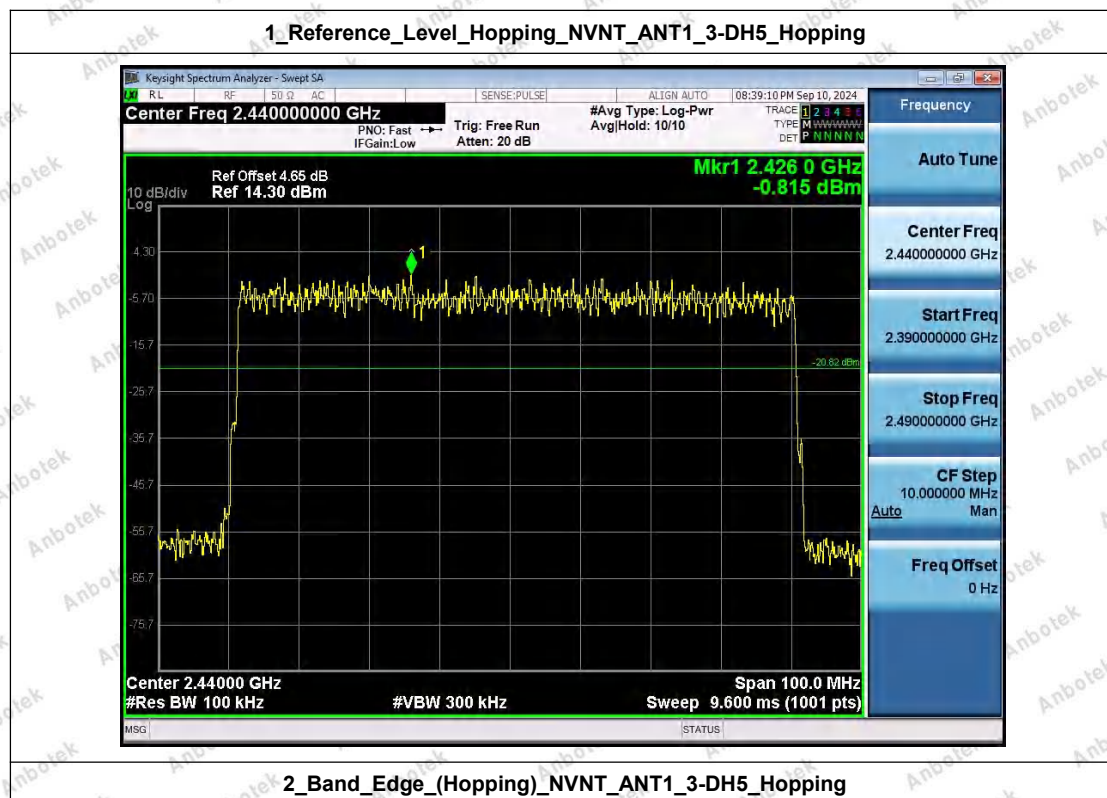 1_Reference_Level_Hopping_NVNT_ANT1_3-DH5_Hopping
Keysight Spectrum Analyzer - Swept SA
LXI RL RF 50 Ω AC SENSE:PULSE ALIGN AUTO 08:39:10 PM Sep 10, 2024
Center Freq 2.440000000 GHz
PNO: Fast
IFGain:Low
Trig: Free Run
Atten: 20 dB
#Avg Type: Log-Pwr
Avg|Hold: 10/10
TRACE 1 2 3 4 5 6
TYPE M WWWWW
DET P N N N N N
Frequency
Auto Tune
Center Freq
2.440000000 GHz
Start Freq
2.390000000 GHz
Stop Freq
2.490000000 GHz
CF Step
10.000000 MHz
Auto Man
Freq Offset
0 Hz
Mkr1 2.426 0 GHz
-0.815 dBm
Ref Offset 4.65 dB
10 dB/div Ref 14.30 dBm
Log
1
4.30
-5.70
-15.7
-20.82 dBm
-25.7
-35.7
-45.7
-55.7
-65.7
-75.7
Center 2.44000 GHz Span 100.0 MHz
#Res BW 100 kHz #VBW 300 kHz Sweep 9.600 ms (1001 pts)
MSG STATUS
2_Band_Edge_(Hopping)_NVNT_ANT1_3-DH5_Hopping
Anbotek